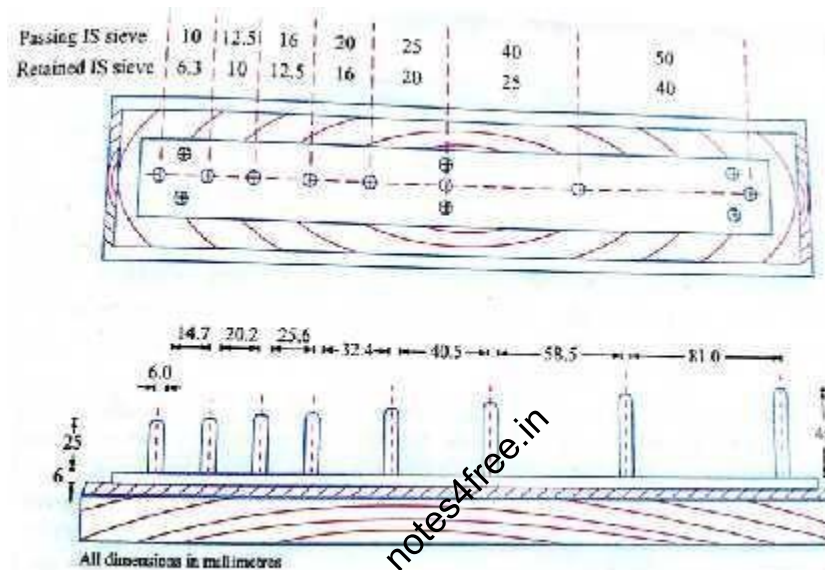 Passing IS sieve 10 12.5 16 20 25 40 50
Retained IS sieve 6.3 10 12.5 16 20 25 40
14.7 20.2 25.6 32.4 40.5 58.5 81.0
6.0
25
6
notes4free.in
All dimensions in millimetres